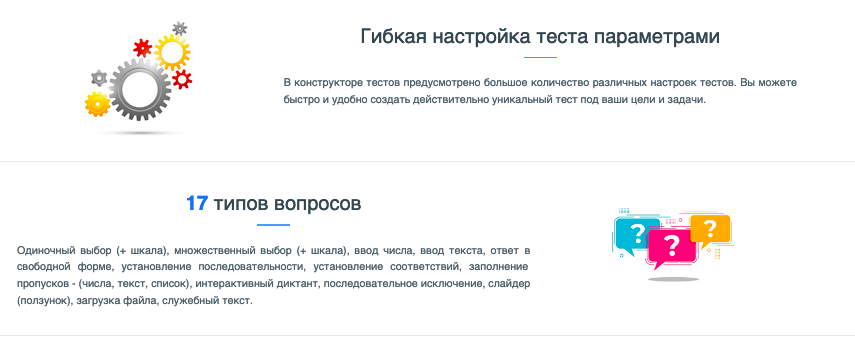 Гибкая настройка теста параметрами
В конструкторе тестов предусмотрено большое количество различных настроек тестов. Вы можете
быстро и удобно создать действительно уникальный тест под ваши цели и задачи.
17 типов вопросов
Одиночный выбор (+ шкала), множественный выбор (+ шкала), ввод числа, ввод текста, ответ в
свободной форме, установление последовательности, установление соответствий, заполнение
пропусков - (числа, текст, список), интерактивный диктант, последовательное исключение, слайдер
(ползунок), загрузка файла, служебный текст.
? ? ?